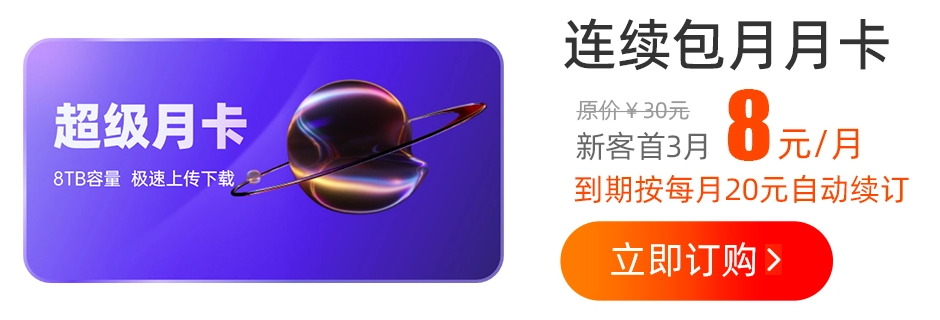 超级月卡
8TB容量 极速上传下载
连续包月月卡
原价￥30元
新客首3月 8元/月
到期按每月20元自动续订
立即订购>